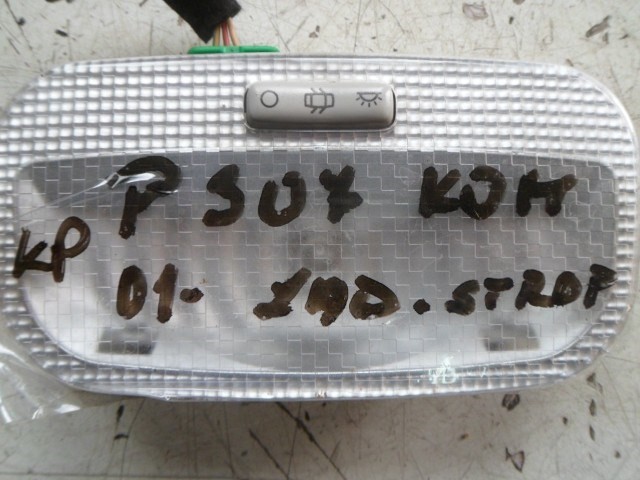 P 307 KOM
KP
01- ZAD. STROP